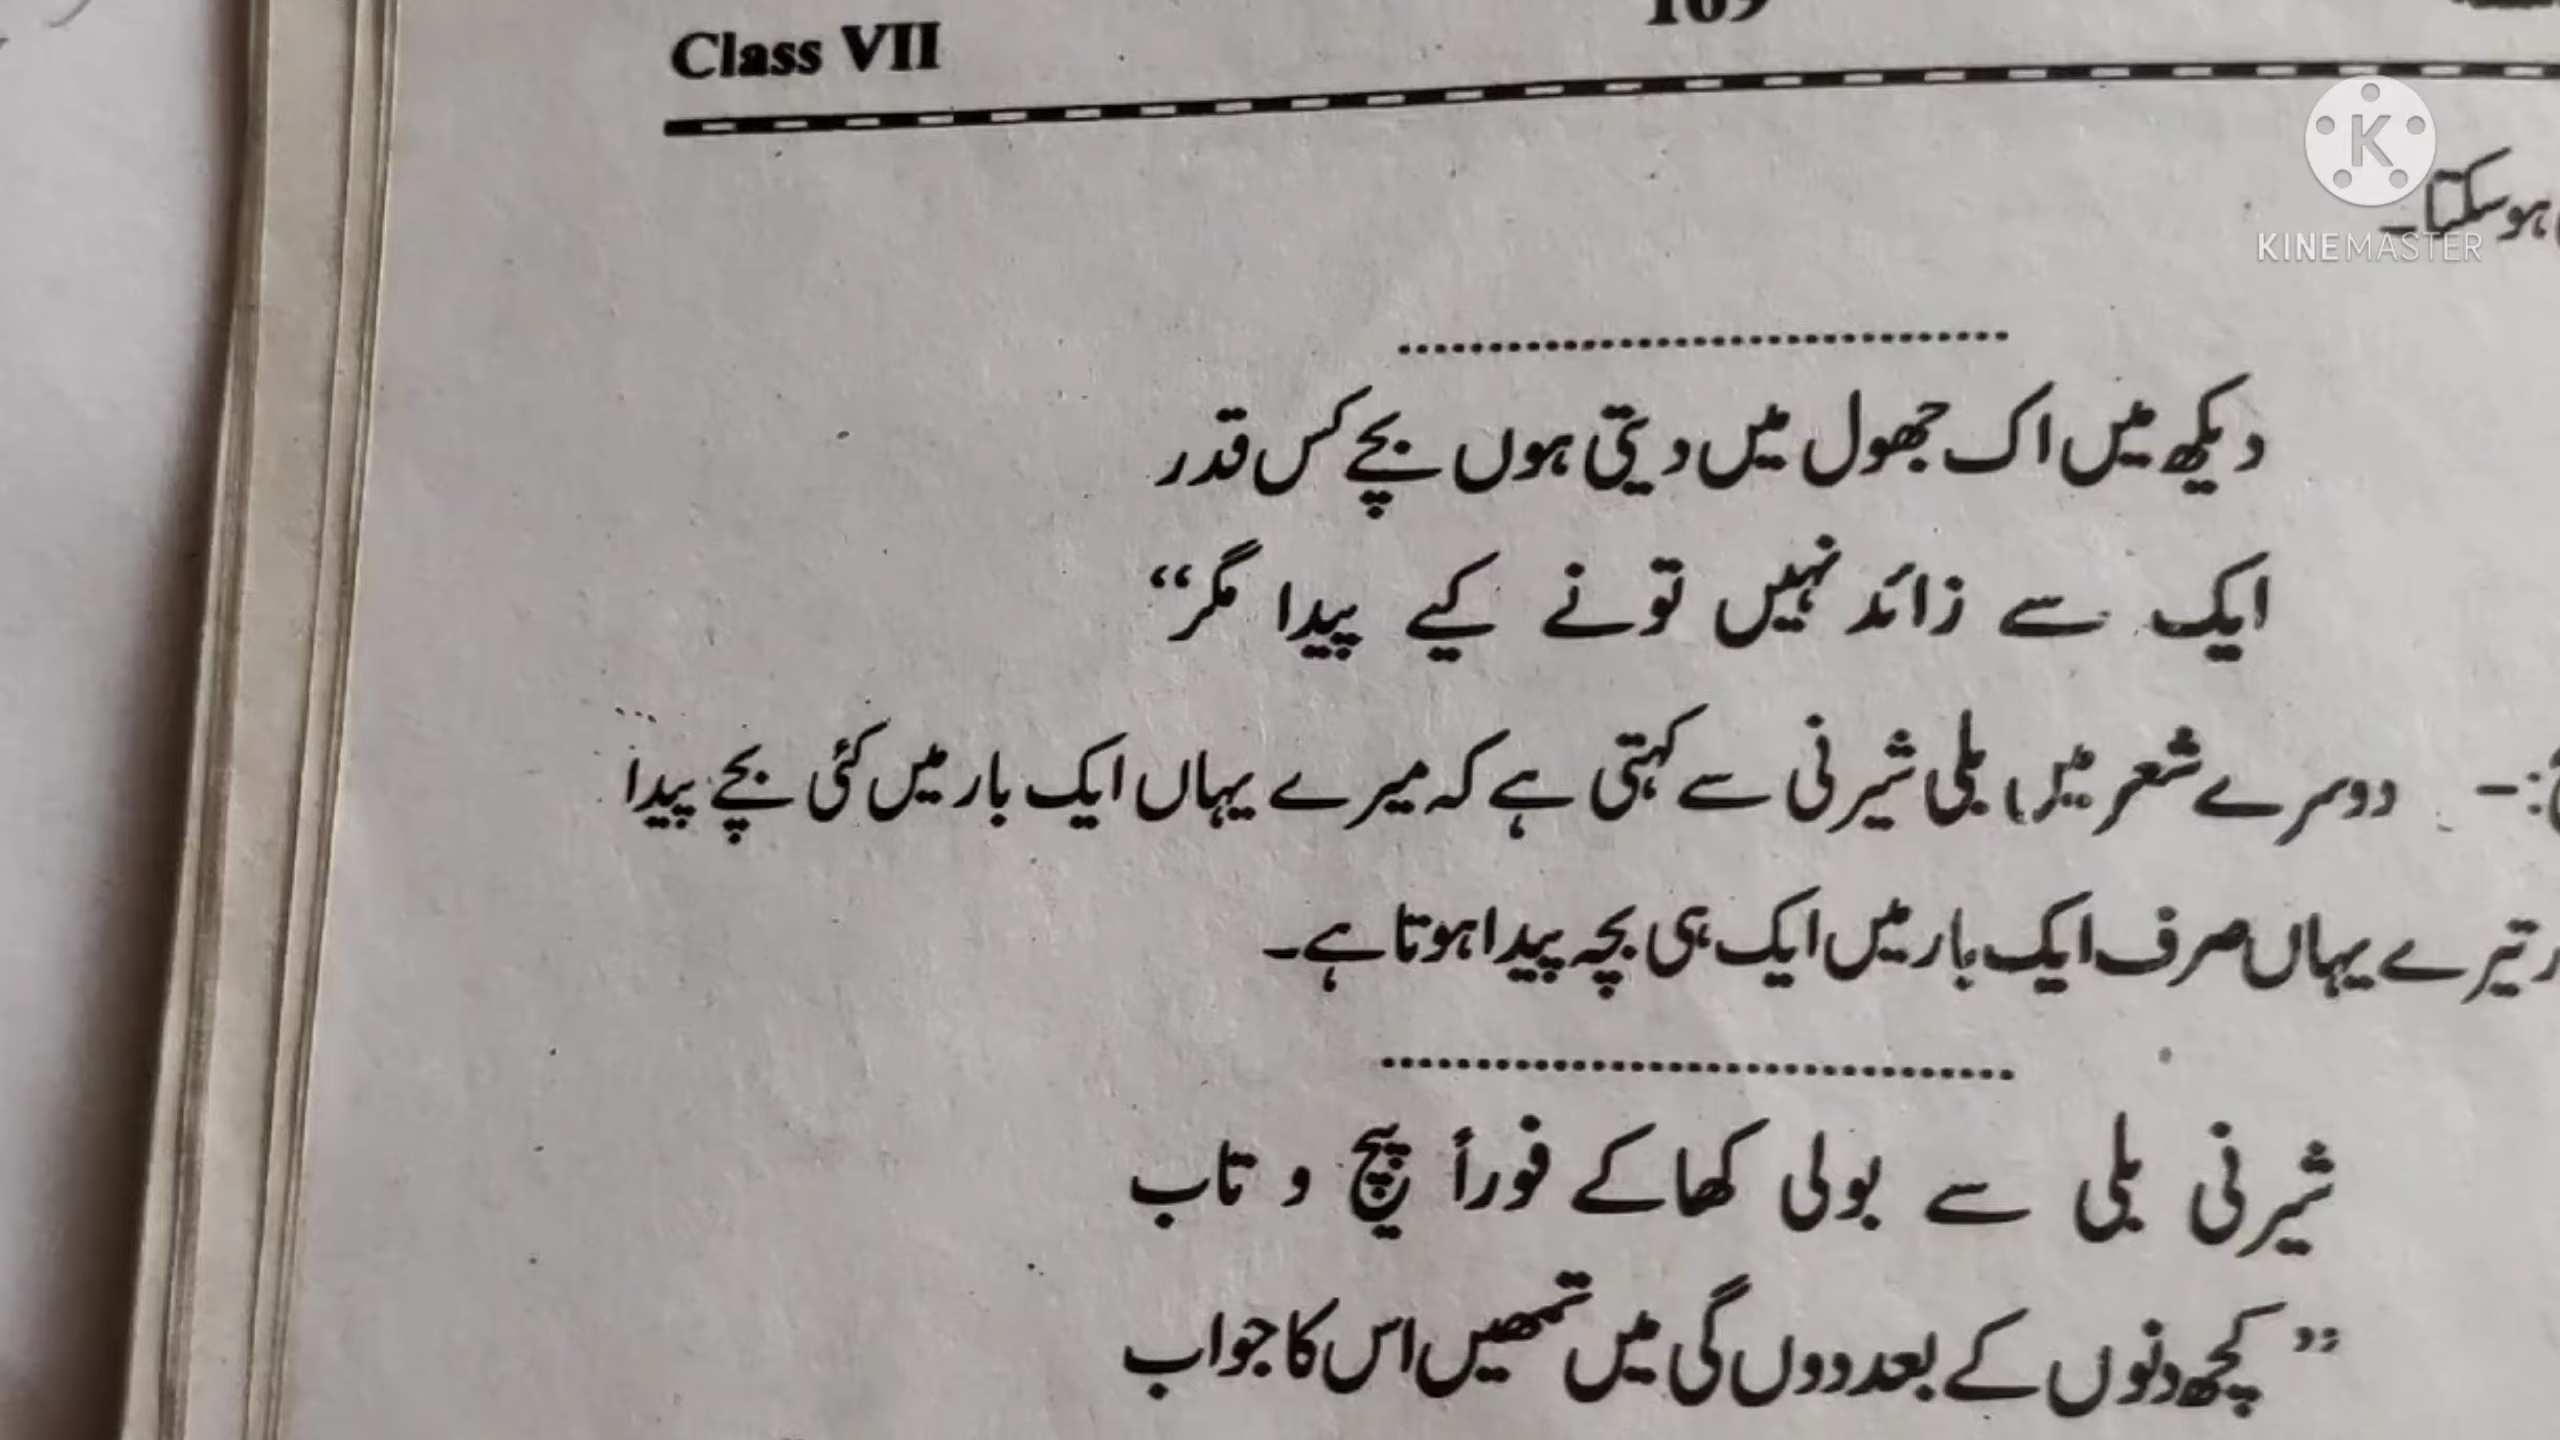 Class VII
169
KINEMASTER
ہوسکتا۔
دیکھ میں اک جھول میں دیتی ہوں بچے کس قدر
ایک سے زائد نہیں تو نے کیے پیدا مگر“
:- دوسرے شعر میں بلی شیرنی سے کہتی ہے کہ میرے یہاں ایک بار میں کئی بچے پیدا
تیرے یہاں صرف ایک بار میں ایک ہی بچہ پیدا ہوتا ہے۔
شیرنی بلی سے بولی کھا کے فوراً پیچ و تاب
” کچھ دنوں کے بعد دوں گی میں تمھیں اس کا جواب